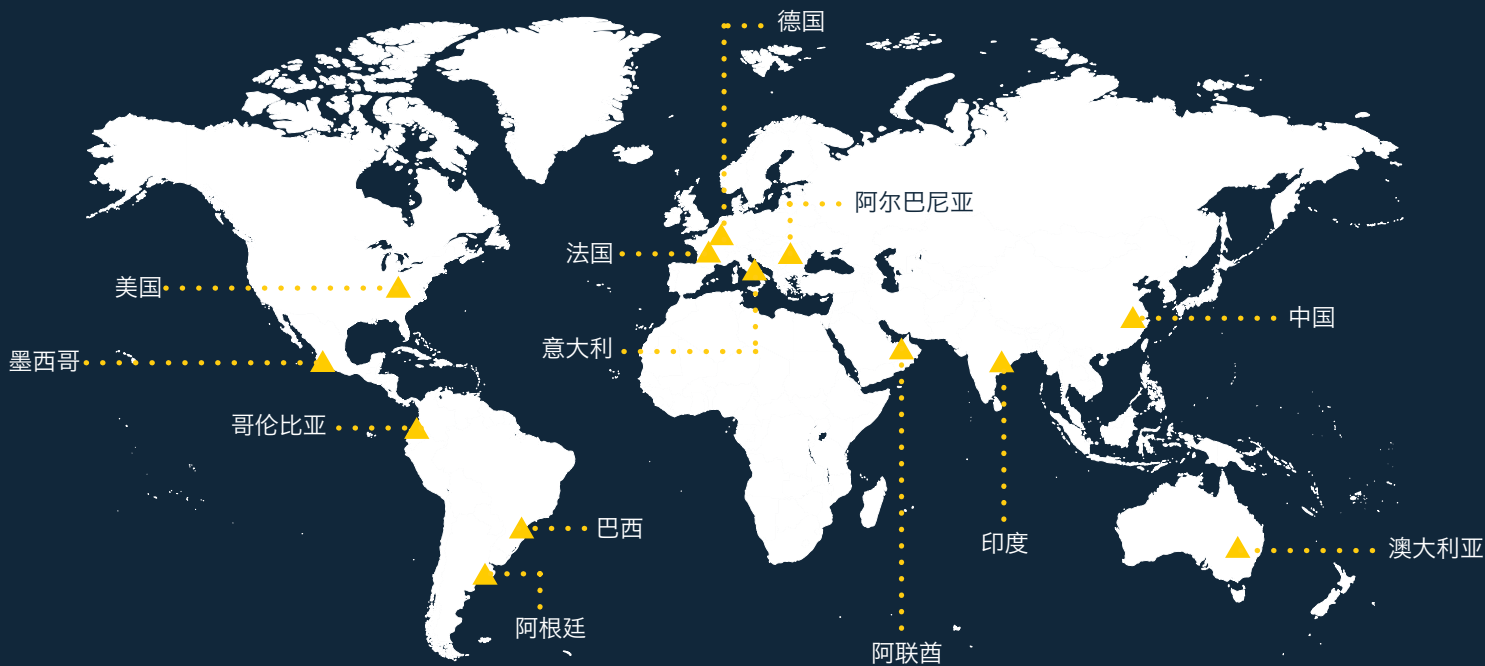 德国
阿尔巴尼亚
法国
美国
中国
意大利
墨西哥
哥伦比亚
巴西
印度
澳大利亚
阿根廷
阿联酋